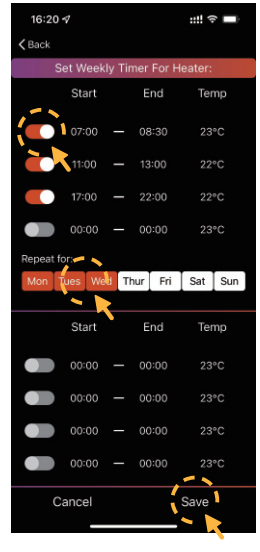 16:20
Back
Set Weekly Timer For Heater:
Start End Temp
07:00 — 08:30 23°C
11:00 — 13:00 22°C
17:00 — 22:00 22°C
00:00 — 00:00 23°C
Repeat for:
Mon Tues Wed Thur Fri Sat Sun
Start End Temp
00:00 — 00:00 23°C
00:00 — 00:00 23°C
00:00 — 00:00 23°C
00:00 — 00:00 23°C
Cancel Save